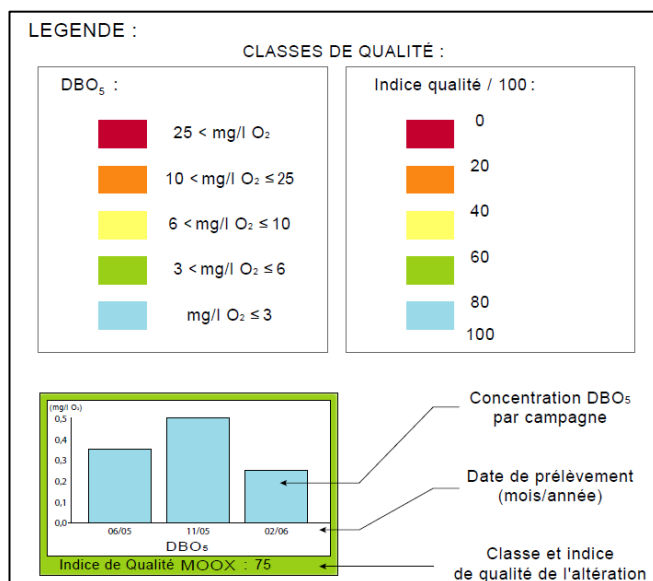 LEGENDE :
CLASSES DE QUALITÉ :
DBO₅ :
25 < mg/l O₂
10 < mg/l O₂ ≤ 25
6 < mg/l O₂ ≤ 10
3 < mg/l O₂ ≤ 6
mg/l O₂ ≤ 3
Indice qualité / 100 :
0
20
40
60
80
100
(mg/l O₂)
0,5
0,4
0,3
0,2
0,1
0,0
06/05 11/05 02/06
DBO₅
Indice de Qualité MOOX : 75
Concentration DBO₅
par campagne
Date de prélèvement
(mois/année)
Classe et indice
de qualité de l'altération